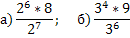 а) 2⁶ * 8 / 2⁷ ; б) 3⁴ * 9 / 3⁶